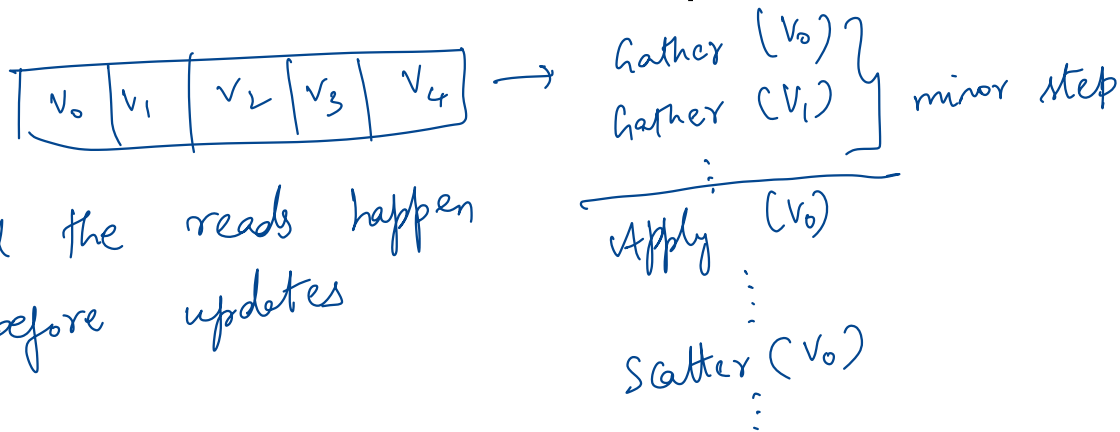 V0 V1 V2 V3 V4 →
Gather (V0)
Gather (V1)
minor step
⋮
the reads happen
before updates
Apply (V0)
⋮
Scatter (V0)
⋮